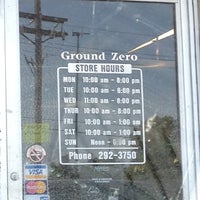 Ground Zero
STORE HOURS
MON 10:00 am - 8:00 pm
TUE 10:00 am - 8:00 pm
WED 11:00 am - 8:00 pm
THUR 10:00 am - 8:00 pm
FRI 10:00 am - 1:00 am
SAT 10:00 am - 1:00 am
SUN Noon - 6:00 pm
Phone 292-3750
VISA